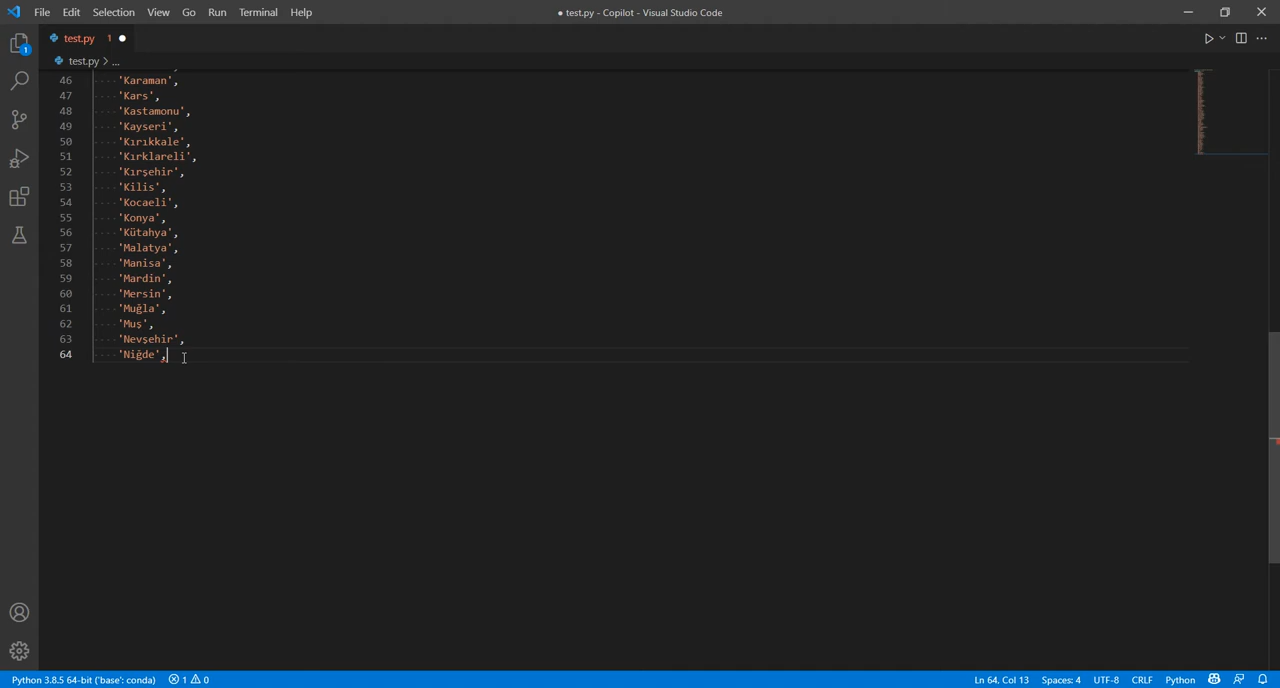 File Edit Selection View Go Run Terminal Help
● test.py - Copilot - Visual Studio Code
test.py 1 ●
test.py > ...
46 'Karaman',
47 'Kars',
48 'Kastamonu',
49 'Kayseri',
50 'Kırıkkale',
51 'Kırklareli',
52 'Kırşehir',
53 'Kilis',
54 'Kocaeli',
55 'Konya',
56 'Kütahya',
57 'Malatya',
58 'Manisa',
59 'Mardin',
60 'Mersin',
61 'Muğla',
62 'Muş',
63 'Nevşehir',
64 'Niğde',
1
Python 3.8.5 64-bit ('base': conda) 1 0 Ln 64, Col 13 Spaces: 4 UTF-8 CRLF Python